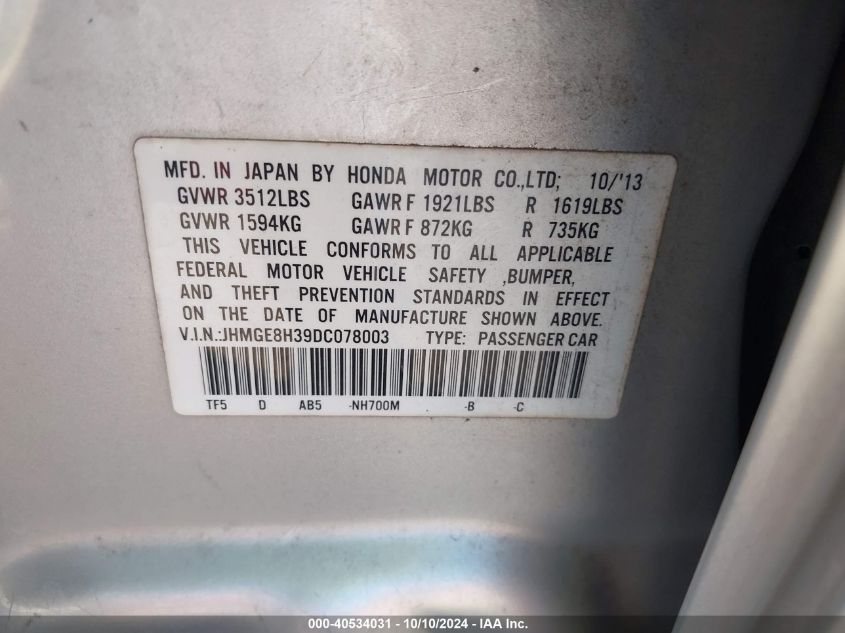 MFD. IN JAPAN BY HONDA MOTOR CO.,LTD; 10/'13
GVWR 3512LBS GAWR F 1921LBS R 1619LBS
GVWR 1594KG GAWR F 872KG R 735KG
THIS VEHICLE CONFORMS TO ALL APPLICABLE
FEDERAL MOTOR VEHICLE SAFETY ,BUMPER,
AND THEFT PREVENTION STANDARDS IN EFFECT
ON THE DATE OF MANUFACTURE SHOWN ABOVE.
V.I.N.:JHMGE8H39DC078003 TYPE: PASSENGER CAR
TF5 D AB5 -NH700M -B -C
000-40534031 - 10/10/2024 - IAA Inc.